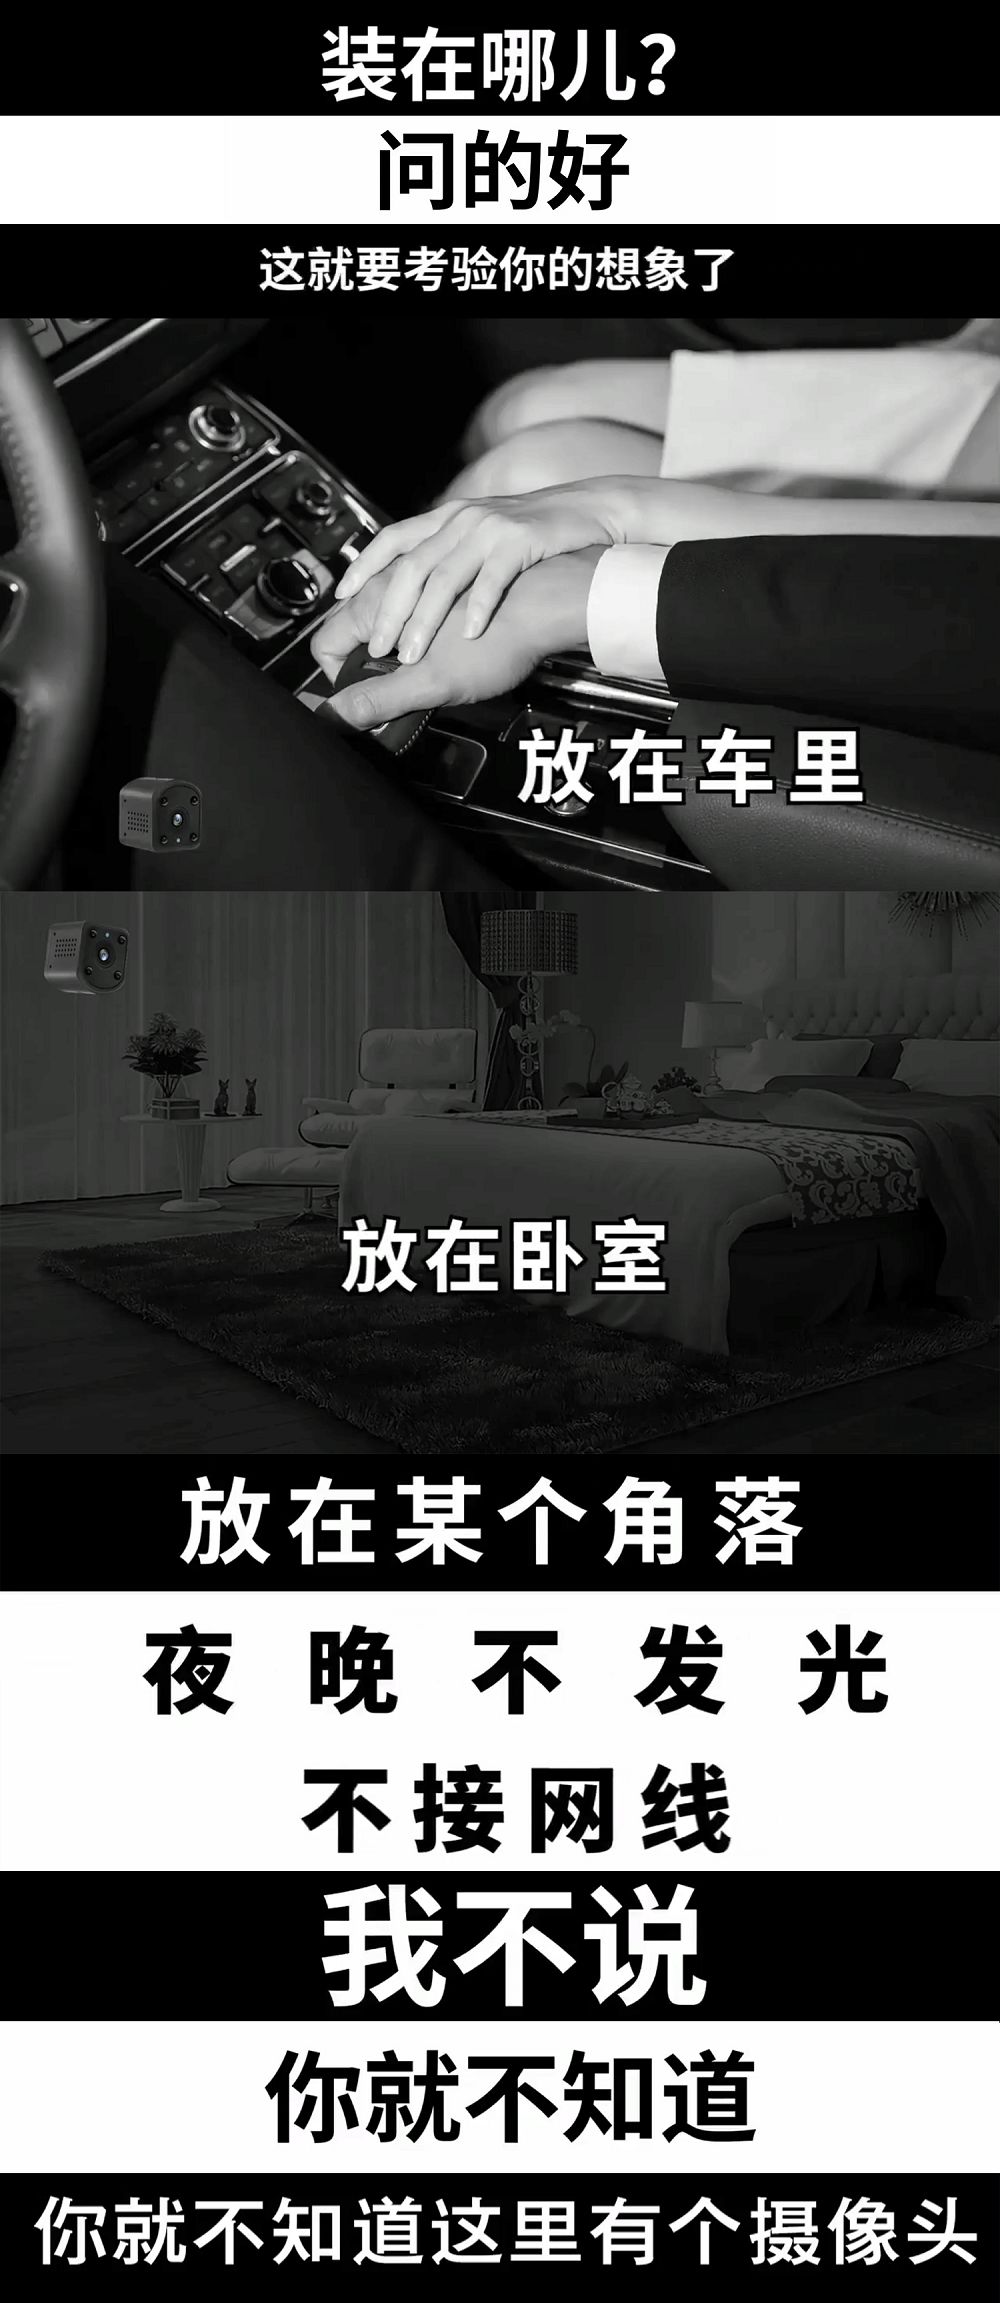 装在哪儿?
问的好
这就要考验你的想象了
放在车里
放在卧室
放在某个角落
夜晚不发光
不接网线
我不说
你就不知道
你就不知道这里有个摄像头